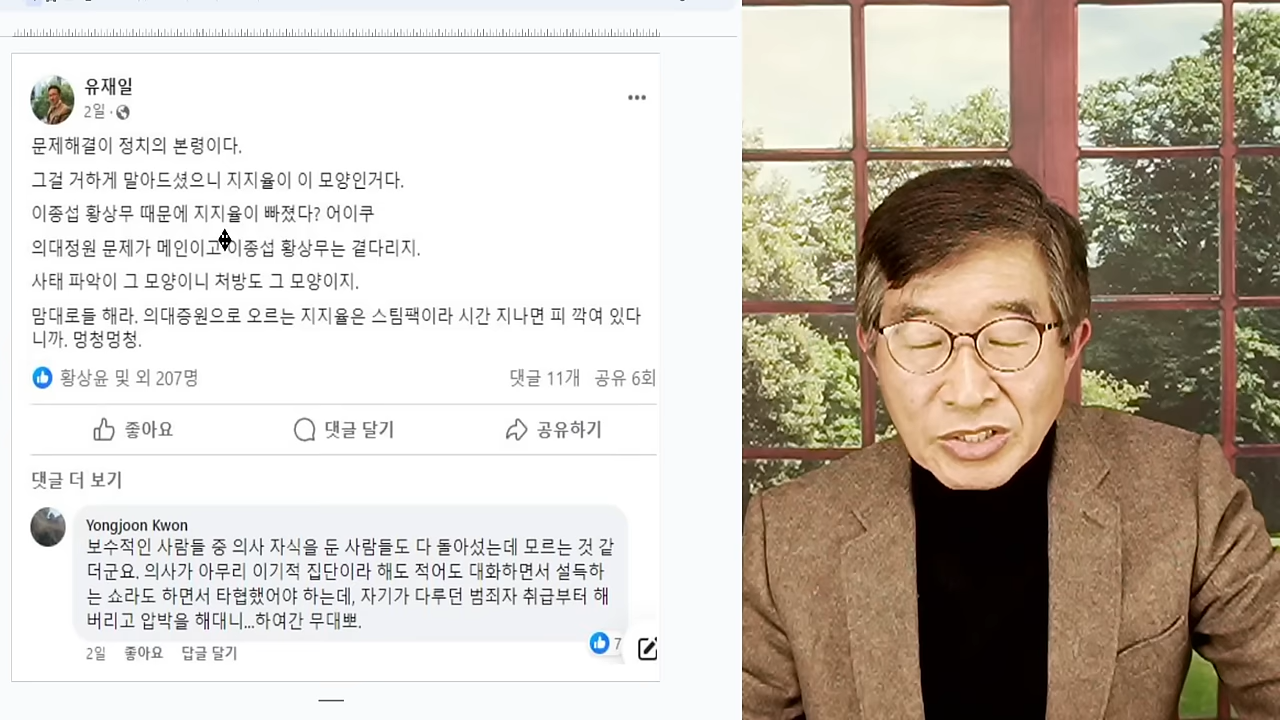 유재일
2일 ·
문제해결이 정치의 본령이다.
그걸 거하게 말아드셨으니 지지율이 이 모양인거다.
이종섭 황상무 때문에 지지율이 빠졌다? 어이쿠
의대정원 문제가 메인이고 이종섭 황상무는 곁다리지.
사태 파악이 그 모양이니 처방도 그 모양이지.
맘대로들 해라. 의대증원으로 오르는 지지율은 스팀팩이라 시간 지나면 피 깍여 있다
니까. 멍청멍청.
황상윤 및 외 207명 댓글 11개 공유 6회
좋아요 댓글 달기 공유하기
댓글 더 보기
Yongjoon Kwon
보수적인 사람들 중 의사 자식을 둔 사람들도 다 돌아섰는데 모르는 것 같
더군요. 의사가 아무리 이기적 집단이라 해도 적어도 대화하면서 설득하
는 쇼라도 하면서 타협했어야 하는데, 자기가 다루던 범죄자 취급부터 해
버리고 압박을 해대니...하여간 무대뽀.
7
2일 좋아요 답글 달기